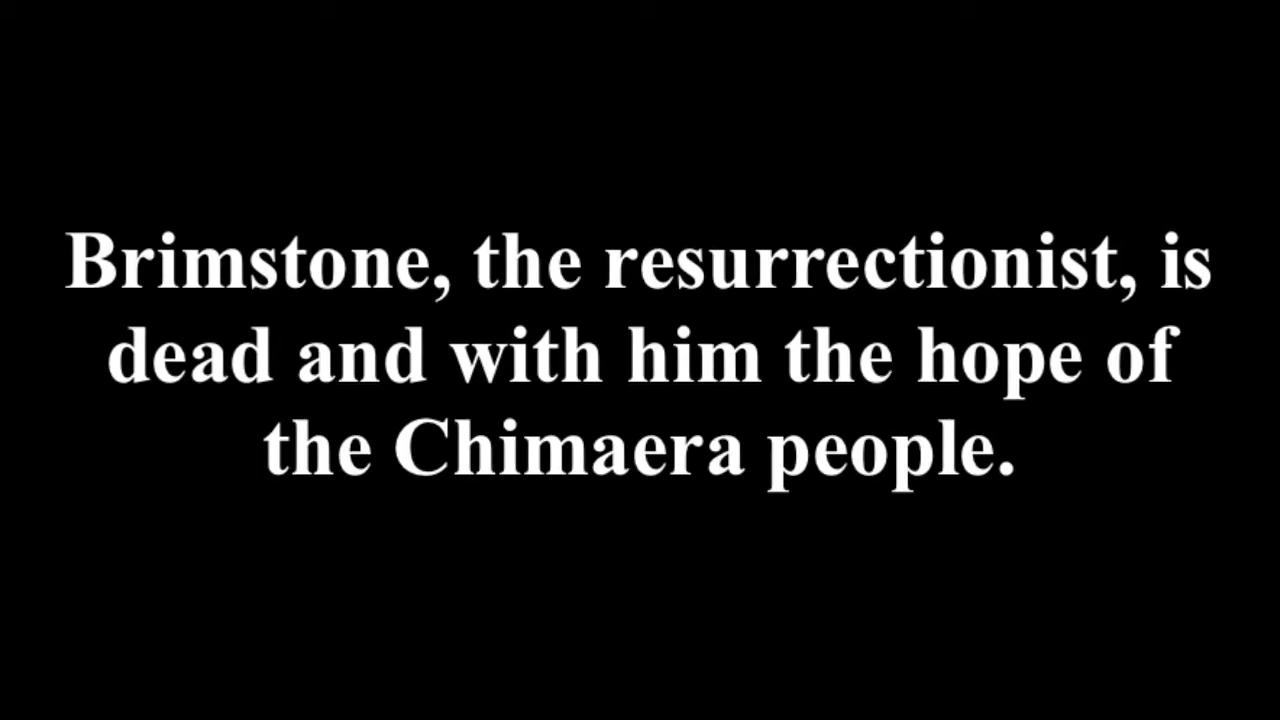 Brimstone, the resurrectionist, is
dead and with him the hope of
the Chimaera people.